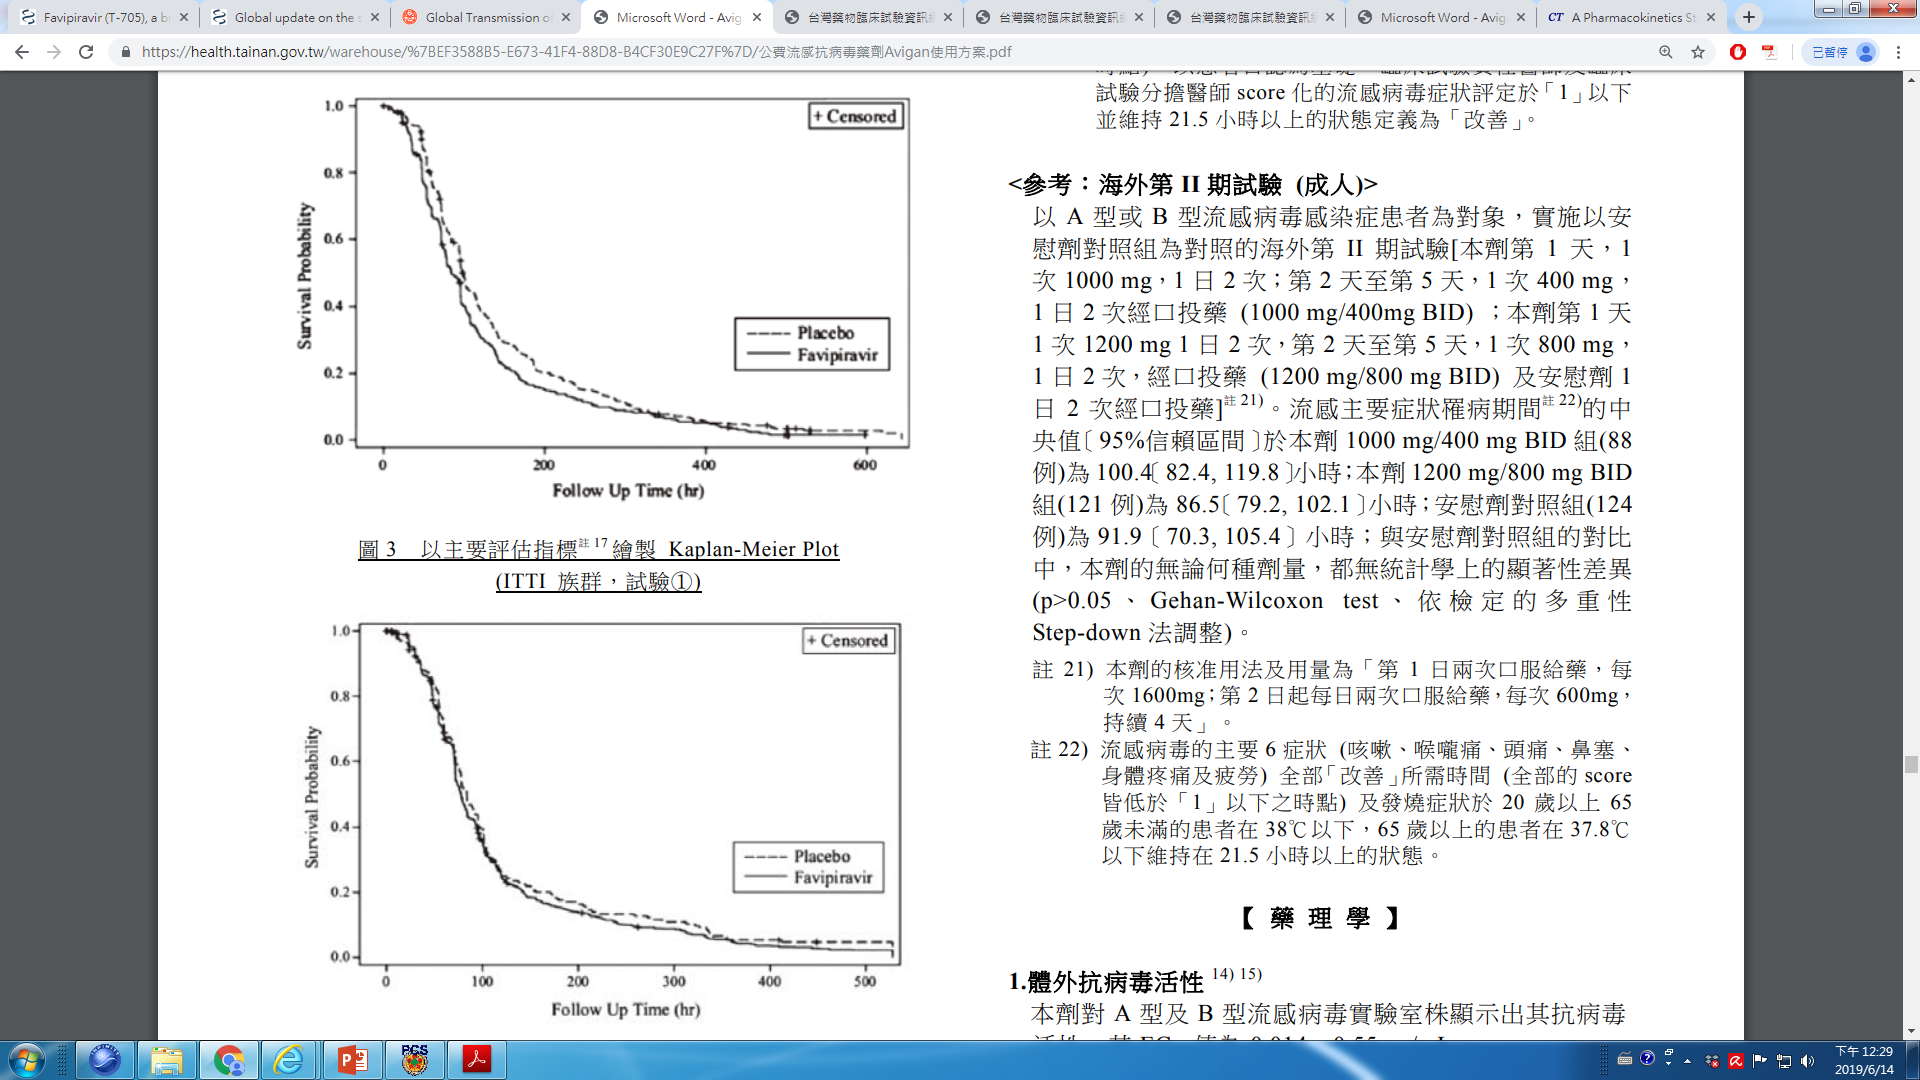 Favipiravir (T-705), a b
Global update on the s
Global Transmission o
Microsoft Word - Avig
台灣藥物臨床試驗資訊
台灣藥物臨床試驗資訊
台灣藥物臨床試驗資訊
Microsoft Word - Avig
CT A Pharmacokinetics St
https://health.tainan.gov.tw/warehouse/%7BEF3588B5-E673-41F4-88D8-B4CF30E9C27F%7D/公費流感抗病毒藥劑Avigan使用方案.pdf
已暫停
1.0
0.8
0.6
0.4
0.2
0.0
Survival Probability
+ Censored
Placebo
Favipiravir
0 200 400 600
Follow Up Time (hr)
圖 3 以主要評估指標註 17 繪製 Kaplan-Meier Plot
(ITTI 族群，試驗①)
1.0
0.8
0.6
0.4
0.2
0.0
Survival Probability
+ Censored
Placebo
Favipiravir
0 100 200 300 400 500
Follow Up Time (hr)
試驗分擔醫師 score 化的流感病毒症狀評定於「1」以下
並維持 21.5 小時以上的狀態定義為「改善」。
<參考：海外第 II 期試驗 (成人)>
以 A 型或 B 型流感病毒感染症患者為對象，實施以安
慰劑對照組為對照的海外第 II 期試驗[本劑第 1 天，1
次 1000 mg，1 日 2 次；第 2 天至第 5 天，1 次 400 mg，
1 日 2 次經口投藥 (1000 mg/400mg BID) ；本劑第 1 天
1 次 1200 mg 1 日 2 次，第 2 天至第 5 天，1 次 800 mg，
1 日 2 次，經口投藥 (1200 mg/800 mg BID) 及安慰劑 1
日 2 次經口投藥]註 21)。流感主要症狀罹病期間註 22)的中
央值〔 95%信賴區間〕於本劑 1000 mg/400 mg BID 組(88
例)為 100.4〔 82.4, 119.8〕小時；本劑 1200 mg/800 mg BID
組(121 例)為 86.5〔 79.2, 102.1〕小時；安慰劑對照組(124
例)為 91.9〔 70.3, 105.4〕 小時；與安慰劑對照組的對比
中，本劑的無論何種劑量，都無統計學上的顯著性差異
(p>0.05 、 Gehan-Wilcoxon test、依檢定的多重性
Step-down 法調整)。
註 21) 本劑的核准用法及用量為「第 1 日兩次口服給藥，每
次 1600mg；第 2 日起每日兩次口服給藥，每次 600mg，
持續 4 天」 。
註 22) 流感病毒的主要 6 症狀 (咳嗽、喉嚨痛、頭痛、鼻塞、
身體疼痛及疲勞) 全部「改善」所需時間 (全部的 score
皆低於「1」以下之時點) 及發燒症狀於 20 歲以上 65
歲未滿的患者在 38℃以下，65 歲以上的患者在 37.8℃
以下維持在 21.5 小時以上的狀態。
【 藥 理 學 】
1.體外抗病毒活性 14) 15)
本劑對 A 型及 B 型流感病毒實驗室株顯示出其抗病毒
INFINITY
PCS
下午 12:29
2019/6/14